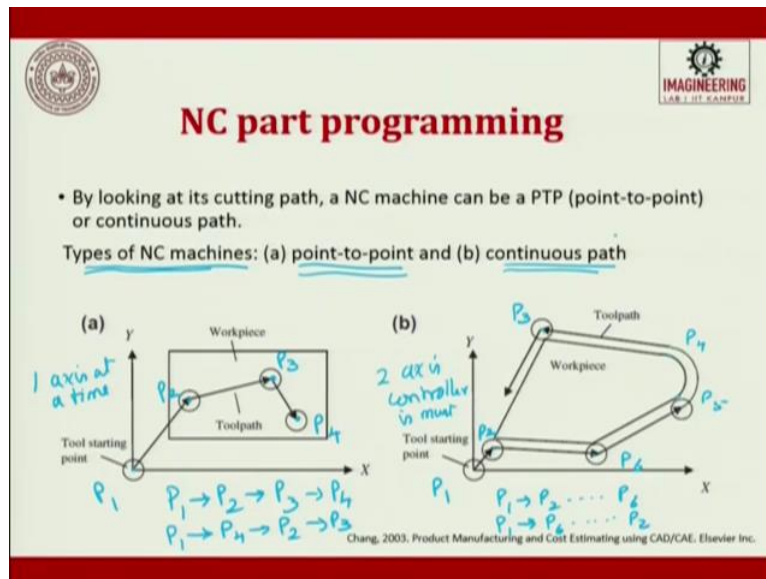 IMAGINEERING
LAB | IIT KANPUR
NC part programming
• By looking at its cutting path, a NC machine can be a PTP (point-to-point)
or continuous path.
Types of NC machines: (a) point-to-point and (b) continuous path
(a)
Y
Workpiece
1 axis at
a time
P2
P3
Toolpath
P4
Tool starting
point
P1
X
P1 → P2 → P3 → P4
P1 → P4 → P2 → P3
(b)
P3
Toolpath
Y
P4
Workpiece
2 axis
controller
is must
P5
Tool starting
point
P2
P6
P1
X
P1 → P2 .... P6
P1 → P6 ..... P2
Chang, 2003. Product Manufacturing and Cost Estimating using CAD/CAE. Elsevier Inc.